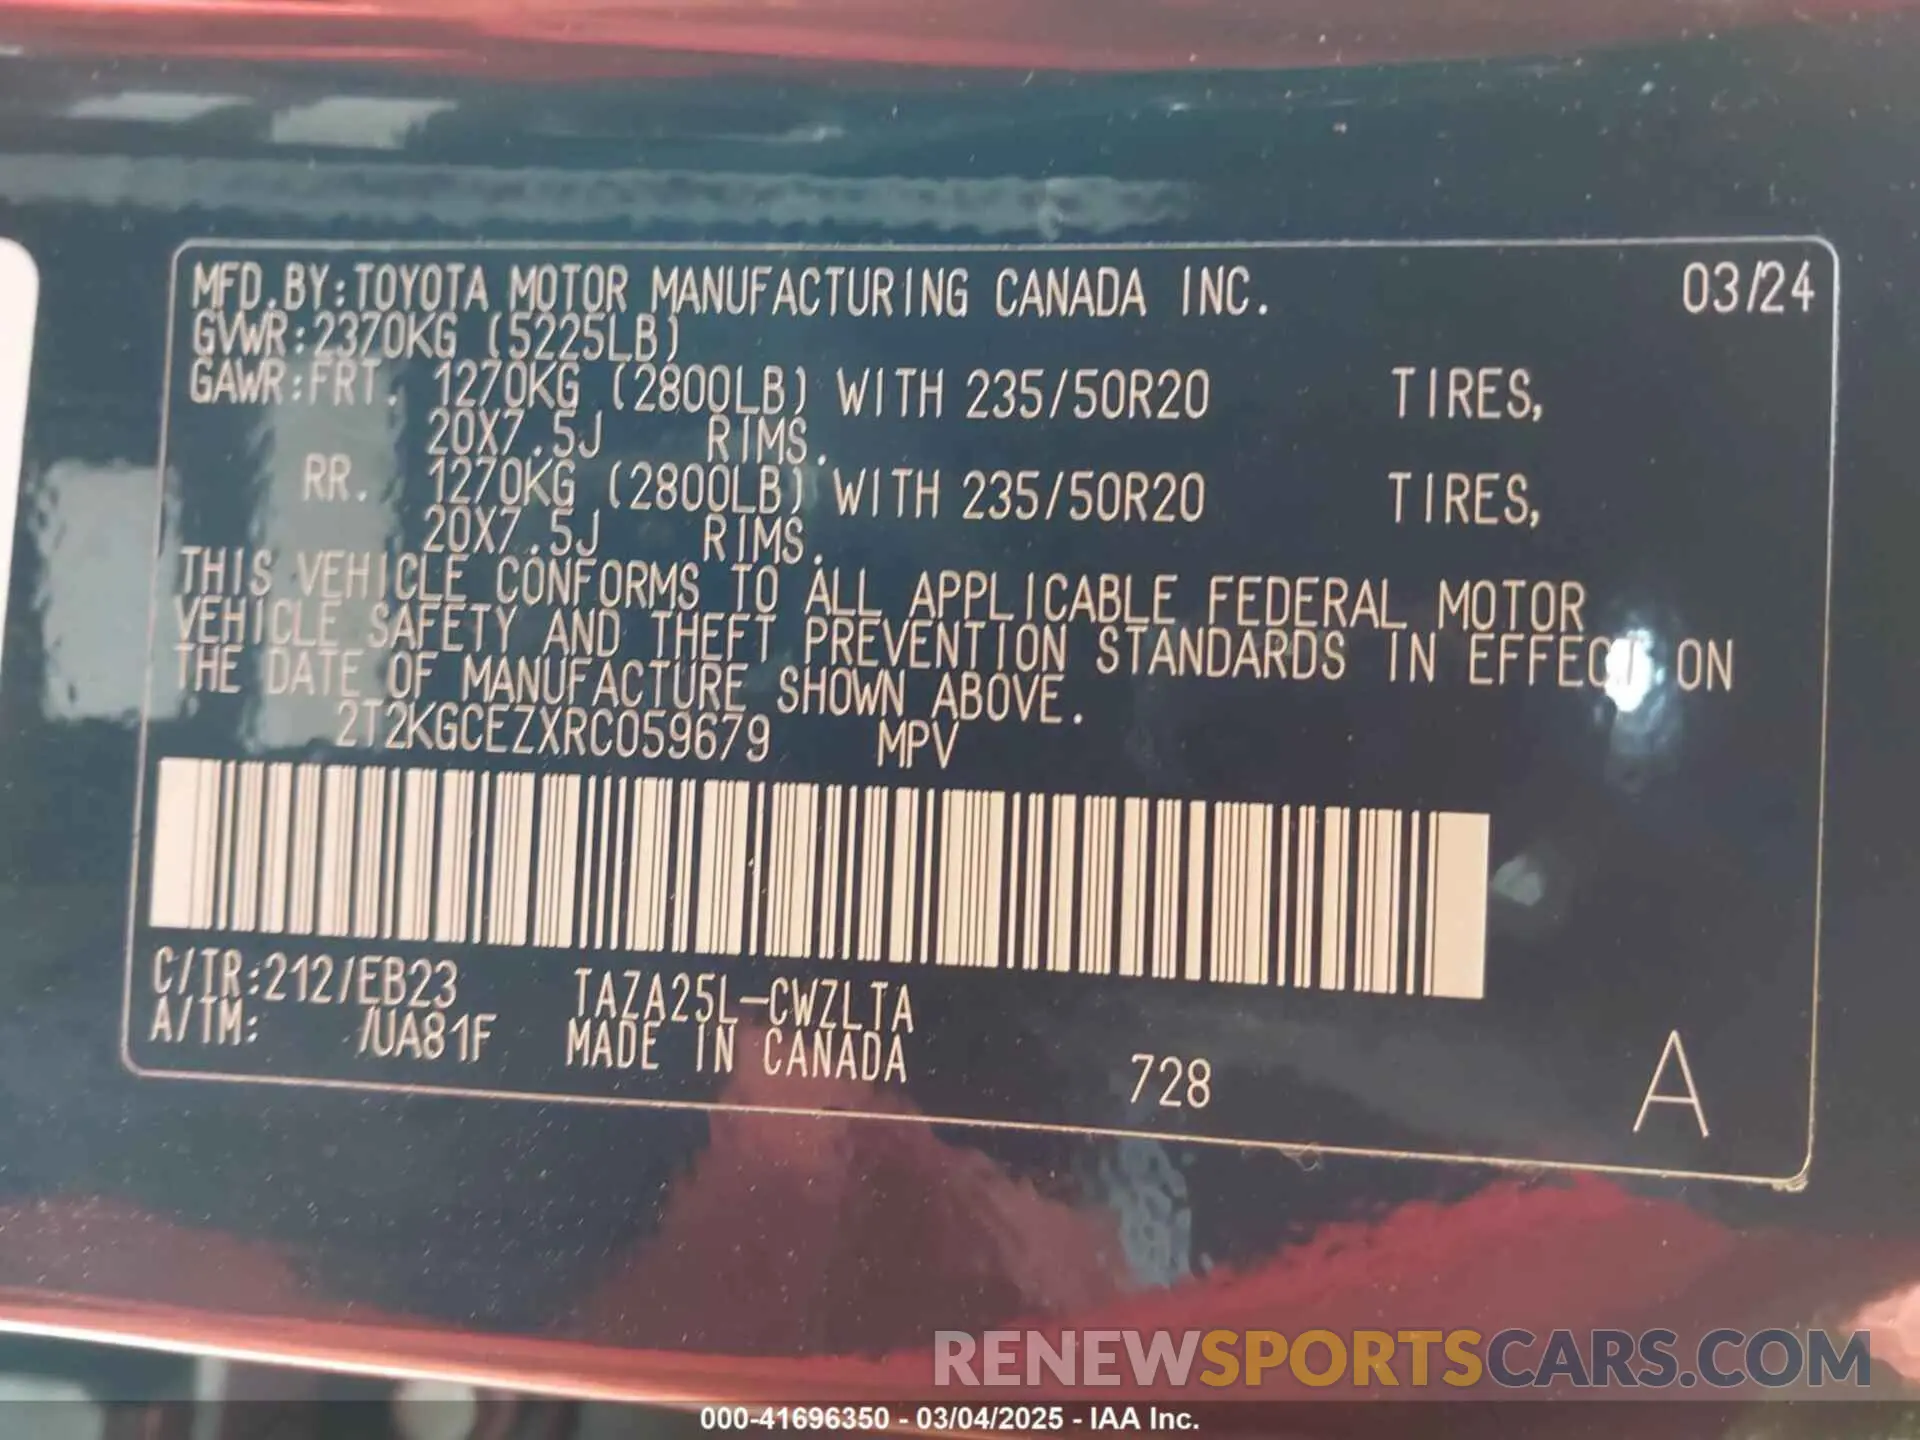 MFD.BY:TOYOTA MOTOR MANUFACTURING CANADA INC. 03/24
GVWR:2370KG (5225LB)
GAWR:FRT. 1270KG (2800LB) WITH 235/50R20 TIRES,
20X7.5J RIMS.
RR. 1270KG (2800LB) WITH 235/50R20 TIRES,
20X7.5J RIMS.
THIS VEHICLE CONFORMS TO ALL APPLICABLE FEDERAL MOTOR
VEHICLE SAFETY AND THEFT PREVENTION STANDARDS IN EFFECT ON
THE DATE OF MANUFACTURE SHOWN ABOVE.
2T2KGCEZXRC059679 MPV
C/TR:212/EB23 TAZA25L-CWZLTA
A/TM: /UA81F MADE IN CANADA 728 A
RENEWSPORTSCARS.COM
000-41696350 - 03/04/2025 - IAA Inc.